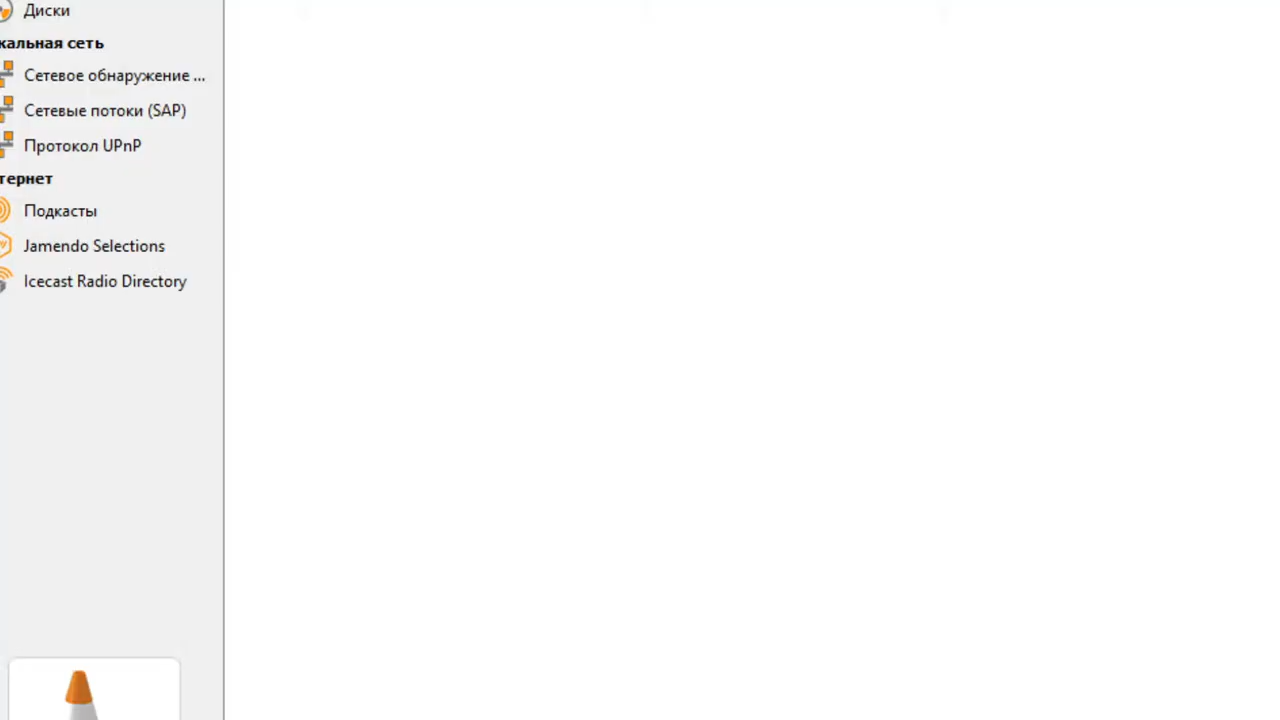 Диски
кальная сеть
Сетевое обнаружение ...
Сетевые потоки (SAP)
Протокол UPnP
тернет
Подкасты
Jamendo Selections
Icecast Radio Directory